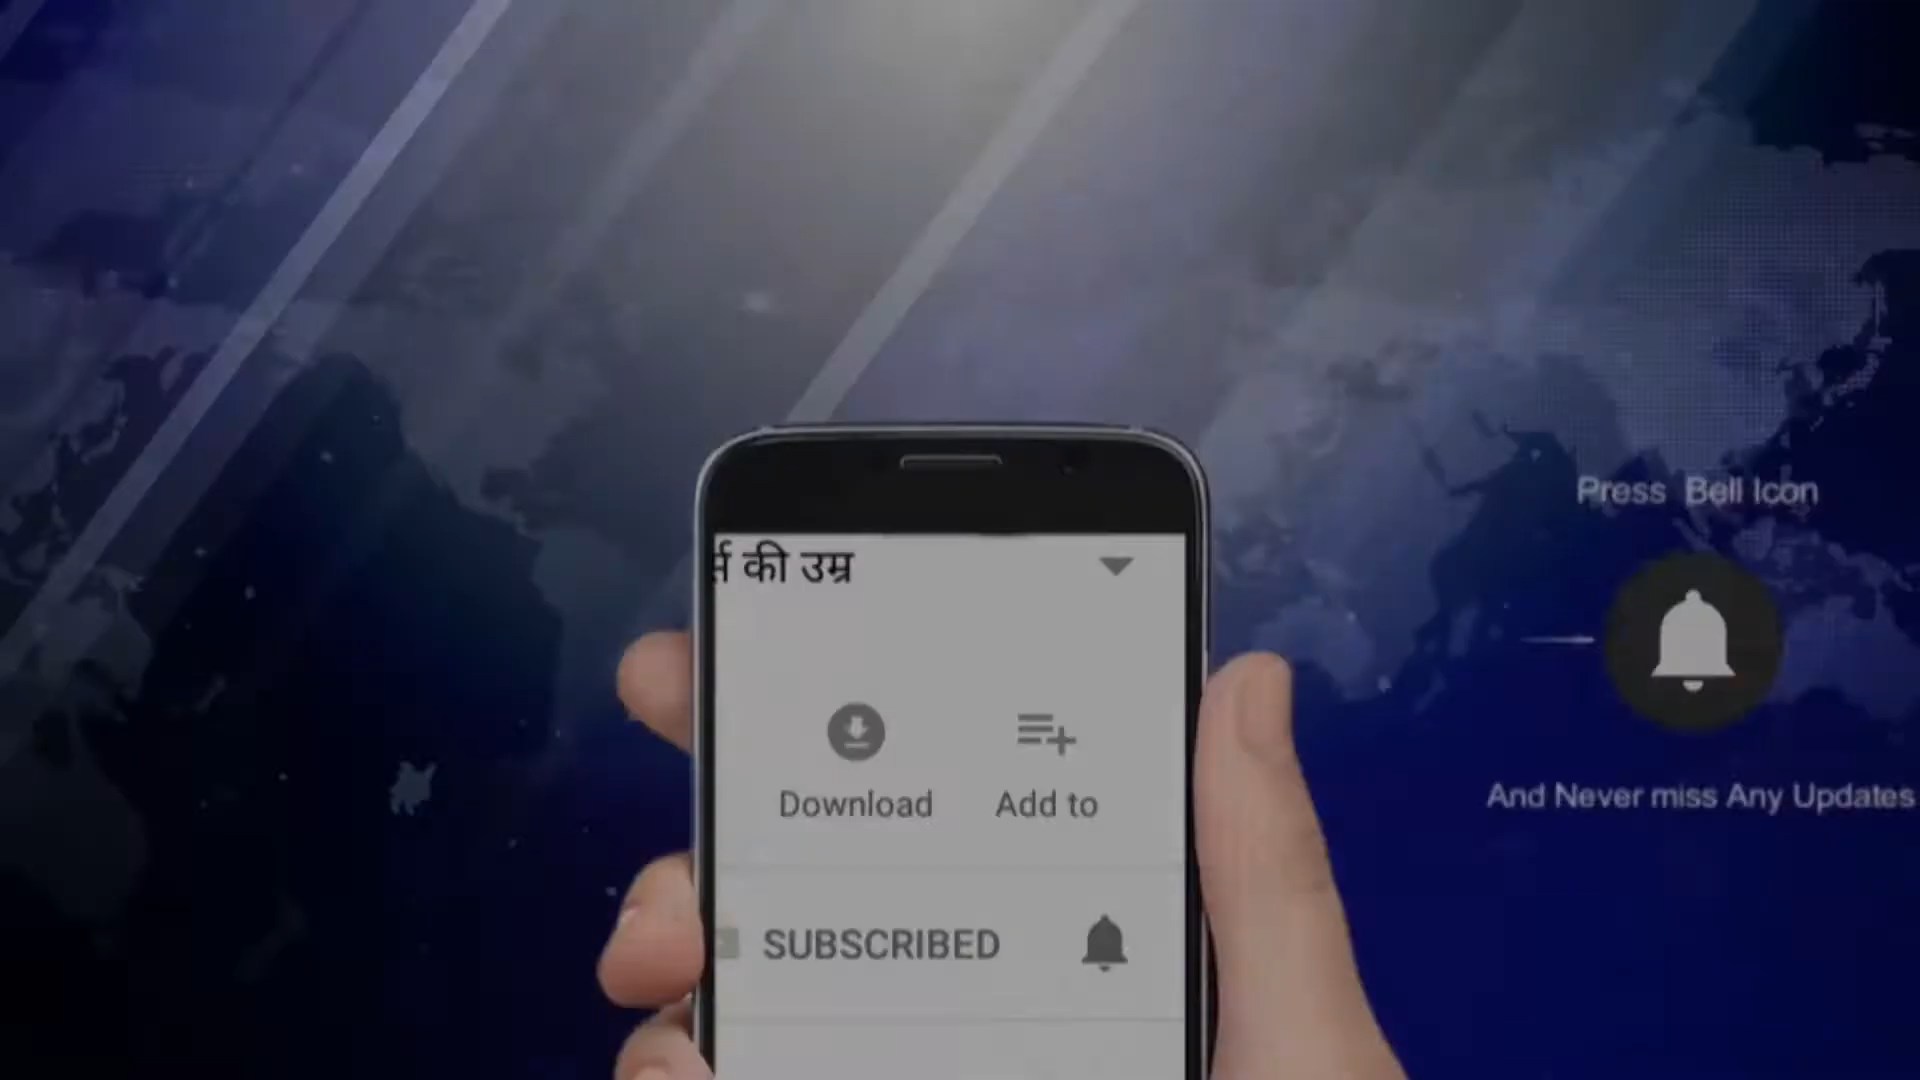 की उम्र
Press Bell Icon
Download
Add to
And Never miss Any Updates
SUBSCRIBED